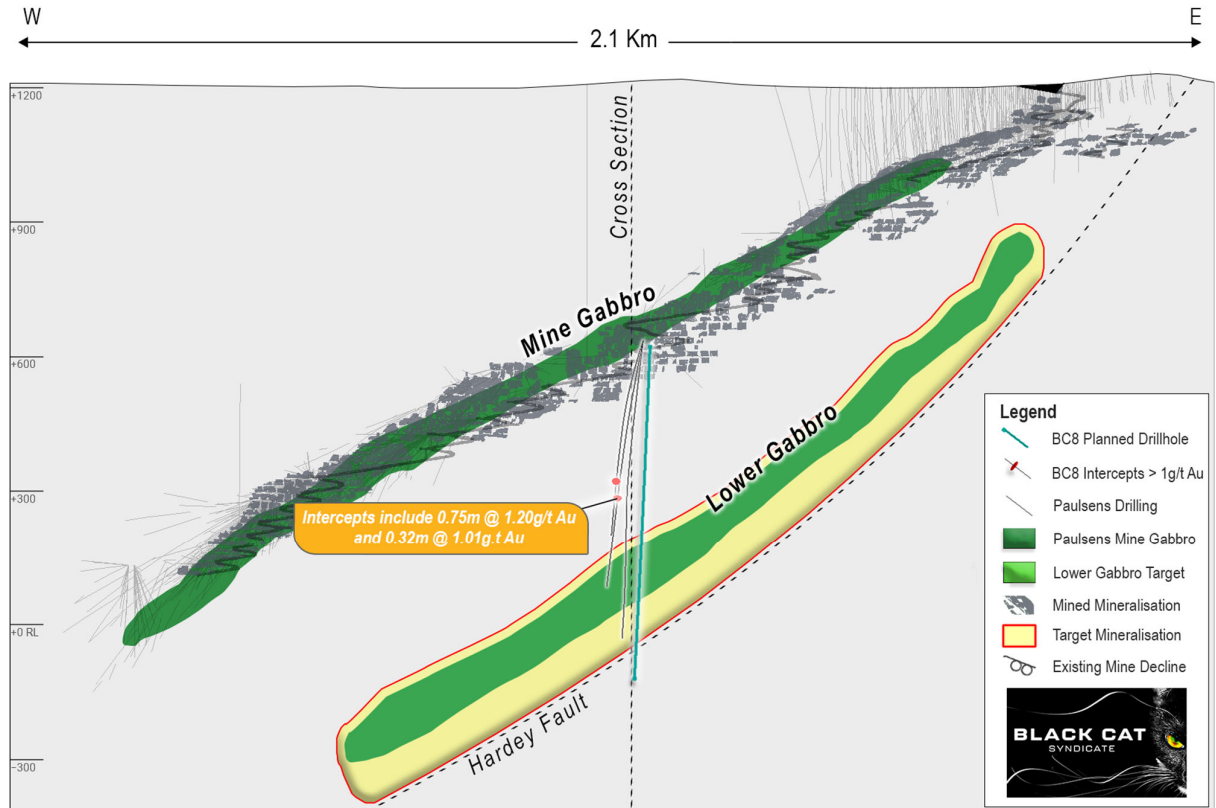 W
E
2.1 Km
+1200
+900
+600
+300
+0 RL
−300
Cross Section
Mine Gabbro
Lower Gabbro
Hardey Fault
Intercepts include 0.75m @ 1.20g/t Au
and 0.32m @ 1.01g.t Au
Legend
BC8 Planned Drillhole
BC8 Intercepts > 1g/t Au
Paulsens Drilling
Paulsens Mine Gabbro
Lower Gabbro Target
Mined Mineralisation
Target Mineralisation
Existing Mine Decline
BLACK CAT
SYNDICATE